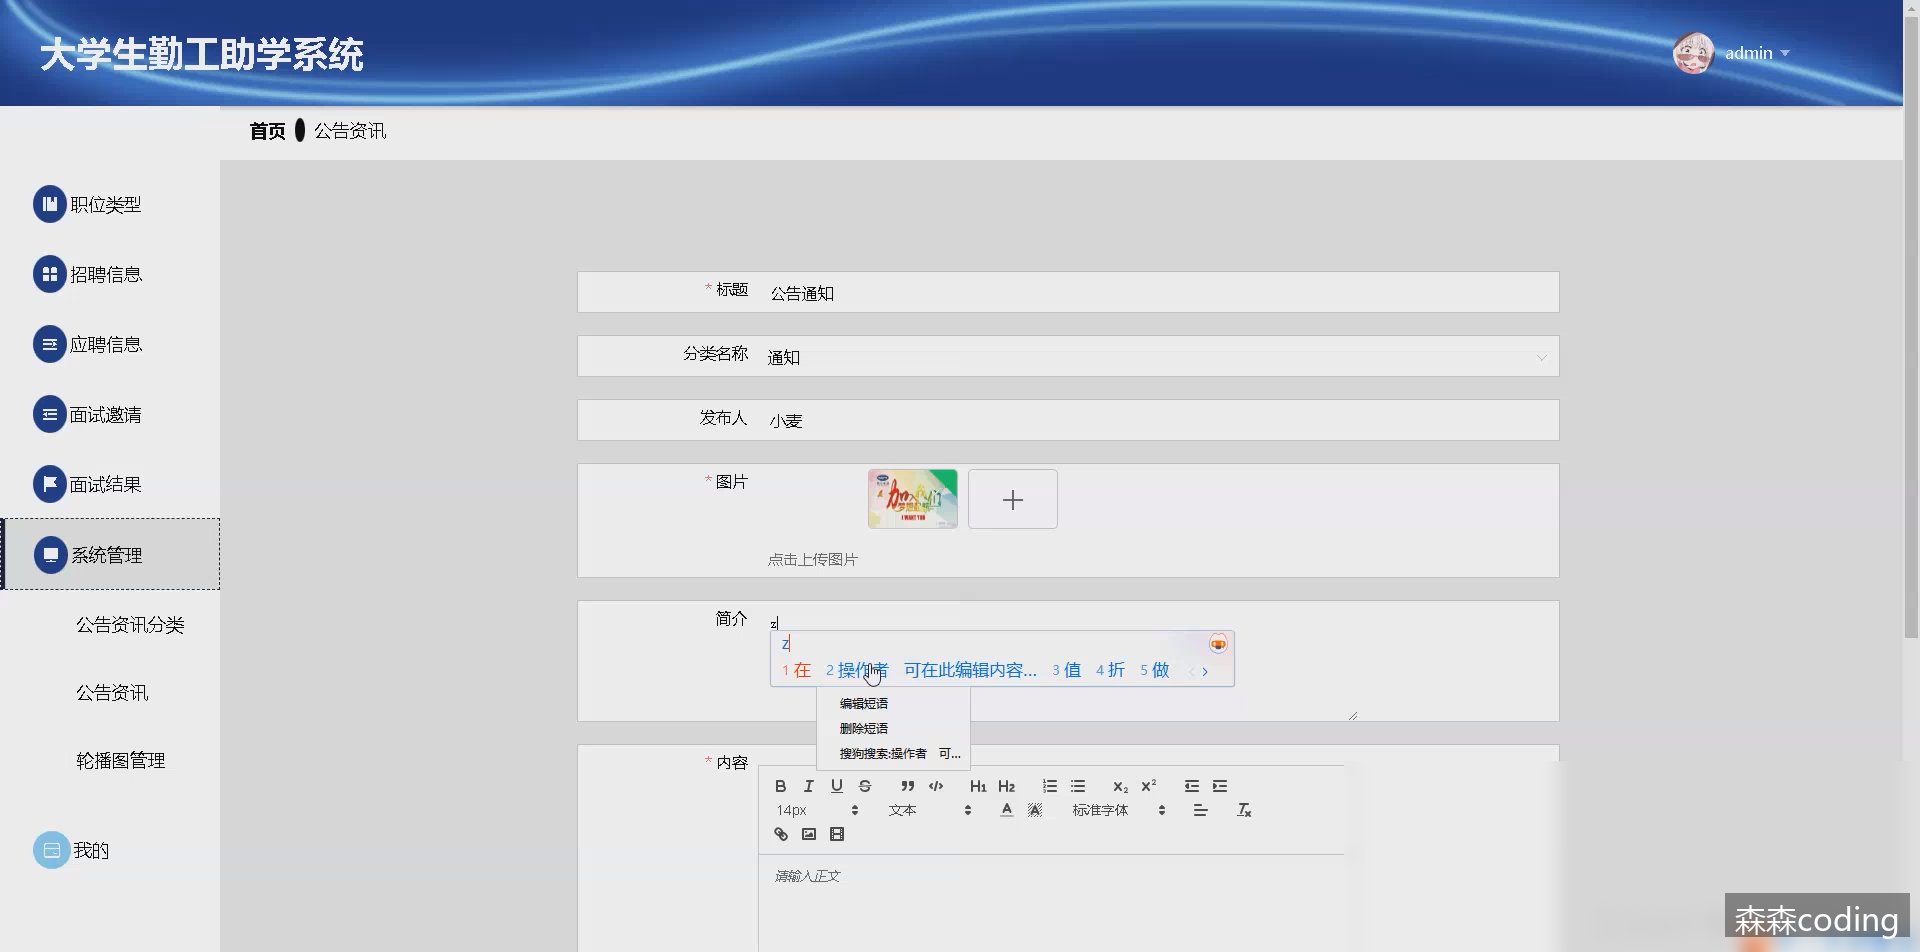 大学生勤工助学系统
admin
首页 公告资讯
职位类型
招聘信息
应聘信息
面试邀请
面试结果
系统管理
公告资讯分类
公告资讯
轮播图管理
我的
* 标题 公告通知
分类名称 通知
发布人 小麦
* 图片
点击上传图片
简介 z
z
1 在 2 操作者 可在此编辑内容... 3 值 4 折 5 做
编辑短语
删除短语
搜狗搜索:操作者 可...
* 内容
B I U S H1 H2 x₂ x²
14px 文本 A 标准字体
请输入正文
森森coding